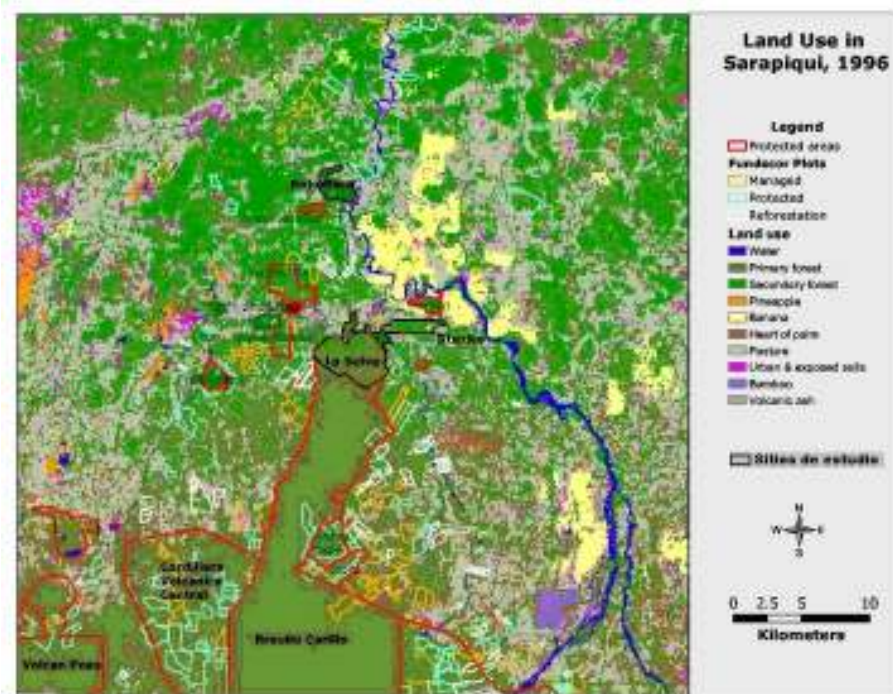 Land Use in
Sarapiqui, 1996
Legend
Protected areas
Fundecor Plots
Managed
Protected
Reforestation
Land use
Water
Primary forest
Secondary forest
Pineapple
Banana
Heart of palm
Pasture
Urban & exposed soils
Bamboo
Volcanic ash
Sitios de estudio
N
W E
S
0 2.5 5 10
Kilometers
La Selva
Cordillera
Volcanica
Central
Braulio Carillo
Volcan Poas